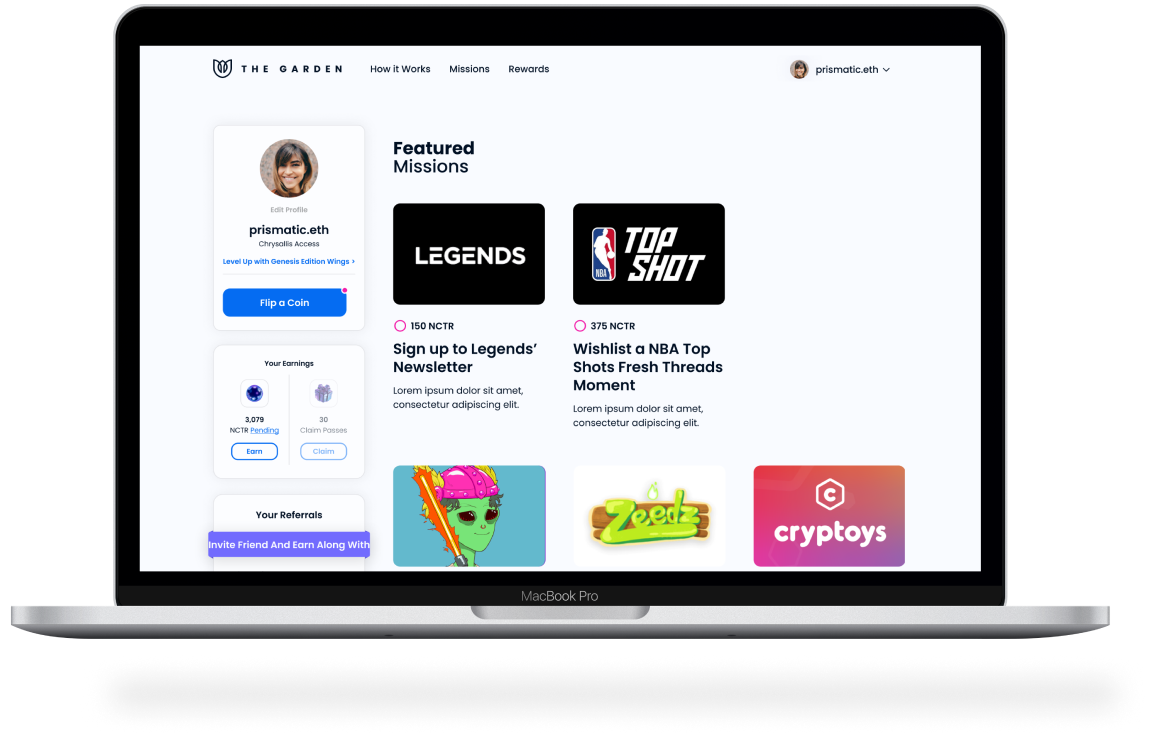 THE GARDEN
How it Works
Missions
Rewards
prismatic.eth
Edit Profile
prismatic.eth
Chrysallis Access
Level Up with Genesis Edition Wings >
Flip a Coin
Your Earnings
3,079
NCTR Pending
Earn
30
Claim Passes
Claim
Your Referrals
Invite Friend And Earn Along With
Featured
Missions
LEGENDS
150 NCTR
Sign up to Legends’
Newsletter
Lorem ipsum dolor sit amet,
consectetur adipiscing elit.
NBA
TOP
SHOT
375 NCTR
Wishlist a NBA Top
Shots Fresh Threads
Moment
Lorem ipsum dolor sit amet,
consectetur adipiscing elit.
Zeedz
C
cryptoys
MacBook Pro